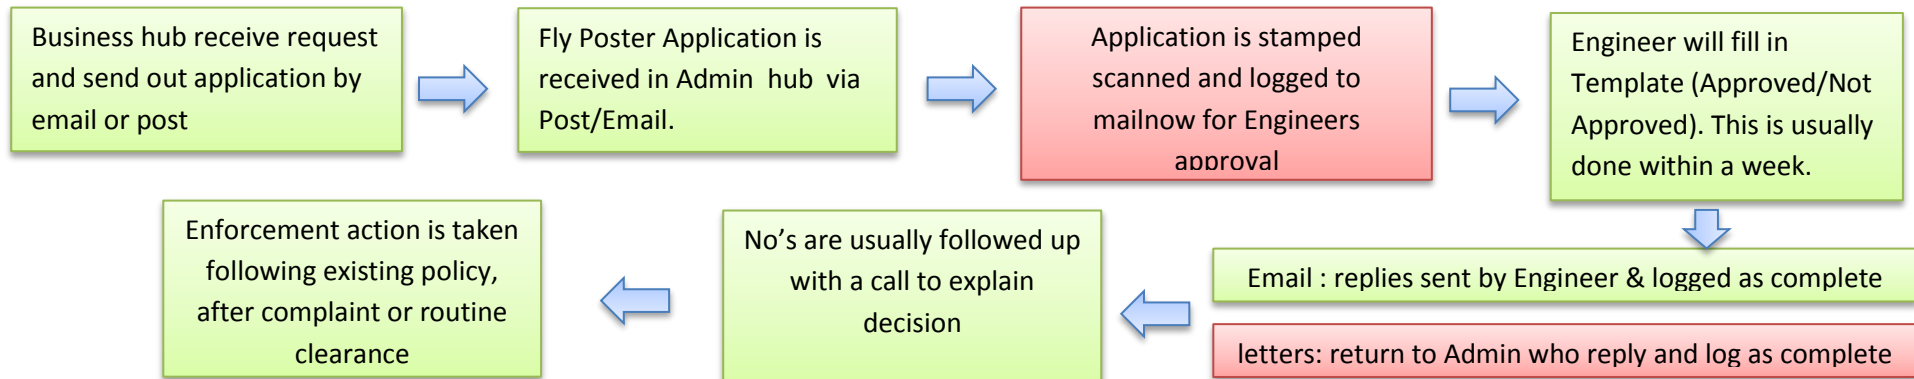 Business hub receive request
and send out application by
email or post
Fly Poster Application is
received in Admin hub via
Post/Email.
Application is stamped
scanned and logged to
mailnow for Engineers
approval
Engineer will fill in
Template (Approved/Not
Approved). This is usually
done within a week.
Email : replies sent by Engineer & logged as complete
letters: return to Admin who reply and log as complete
No’s are usually followed up
with a call to explain
decision
Enforcement action is taken
following existing policy,
after complaint or routine
clearance